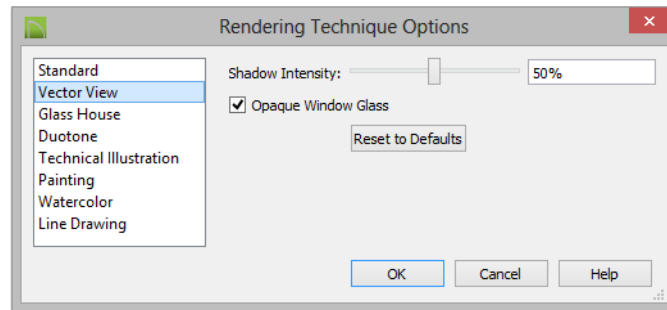 Rendering Technique Options
Standard
Vector View
Glass House
Duotone
Technical Illustration
Painting
Watercolor
Line Drawing
Shadow Intensity: 50%
Opaque Window Glass
Reset to Defaults
OK Cancel Help